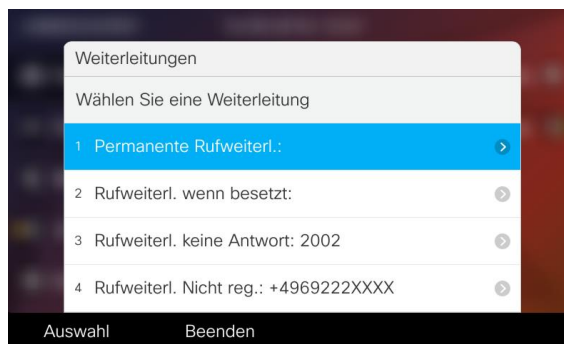 Weiterleitungen
Wählen Sie eine Weiterleitung
1 Permanente Rufweiterl.:
2 Rufweiterl. wenn besetzt:
3 Rufweiterl. keine Antwort: 2002
4 Rufweiterl. Nicht reg.: +4969222XXXX
Auswahl Beenden